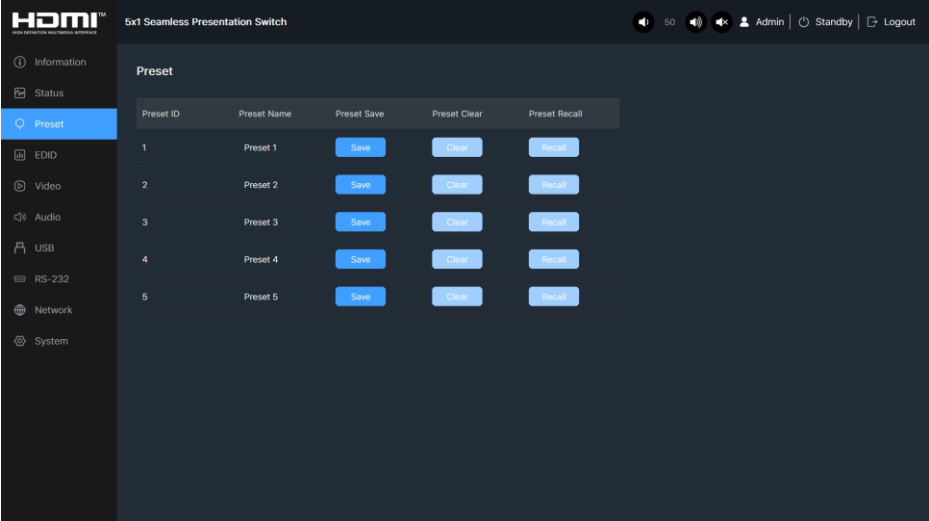 HDMI™
HIGH DEFINITION MULTIMEDIA INTERFACE
5x1 Seamless Presentation Switch
50
Admin
Standby
Logout
Information
Status
Preset
EDID
Video
Audio
USB
RS-232
Network
System
Preset
Preset ID Preset Name Preset Save Preset Clear Preset Recall
1 Preset 1 Save Clear Recall
2 Preset 2 Save Clear Recall
3 Preset 3 Save Clear Recall
4 Preset 4 Save Clear Recall
5 Preset 5 Save Clear Recall